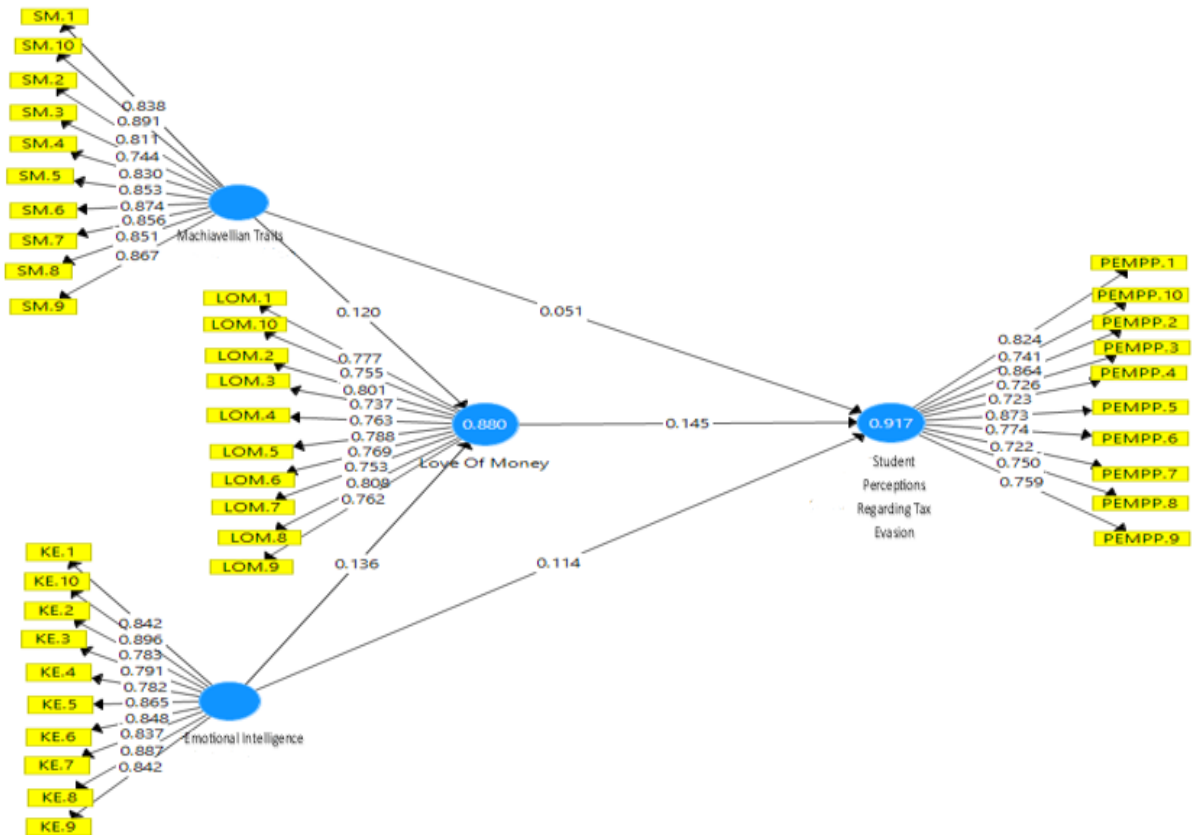 SM.1
SM.10
SM.2
SM.3
SM.4
SM.5
SM.6
SM.7
SM.8
SM.9
0.838
0.891
0.811
0.744
0.830
0.853
0.874
0.856
0.851
0.867
Machiavellian Traits
0.120
0.051
LOM.1
LOM.10
LOM.2
LOM.3
LOM.4
LOM.5
LOM.6
LOM.7
LOM.8
LOM.9
0.777
0.755
0.801
0.737
0.763
0.788
0.769
0.753
0.808
0.762
0.880
Love Of Money
0.145
0.136
0.114
KE.1
KE.10
KE.2
KE.3
KE.4
KE.5
KE.6
KE.7
KE.8
KE.9
0.842
0.896
0.783
0.791
0.782
0.865
0.848
0.837
0.887
0.842
Emotional Intelligence
0.917
Student
Perceptions
Regarding Tax
Evasion
0.824
0.741
0.864
0.726
0.723
0.873
0.774
0.722
0.750
0.759
PEMPP.1
PEMPP.10
PEMPP.2
PEMPP.3
PEMPP.4
PEMPP.5
PEMPP.6
PEMPP.7
PEMPP.8
PEMPP.9